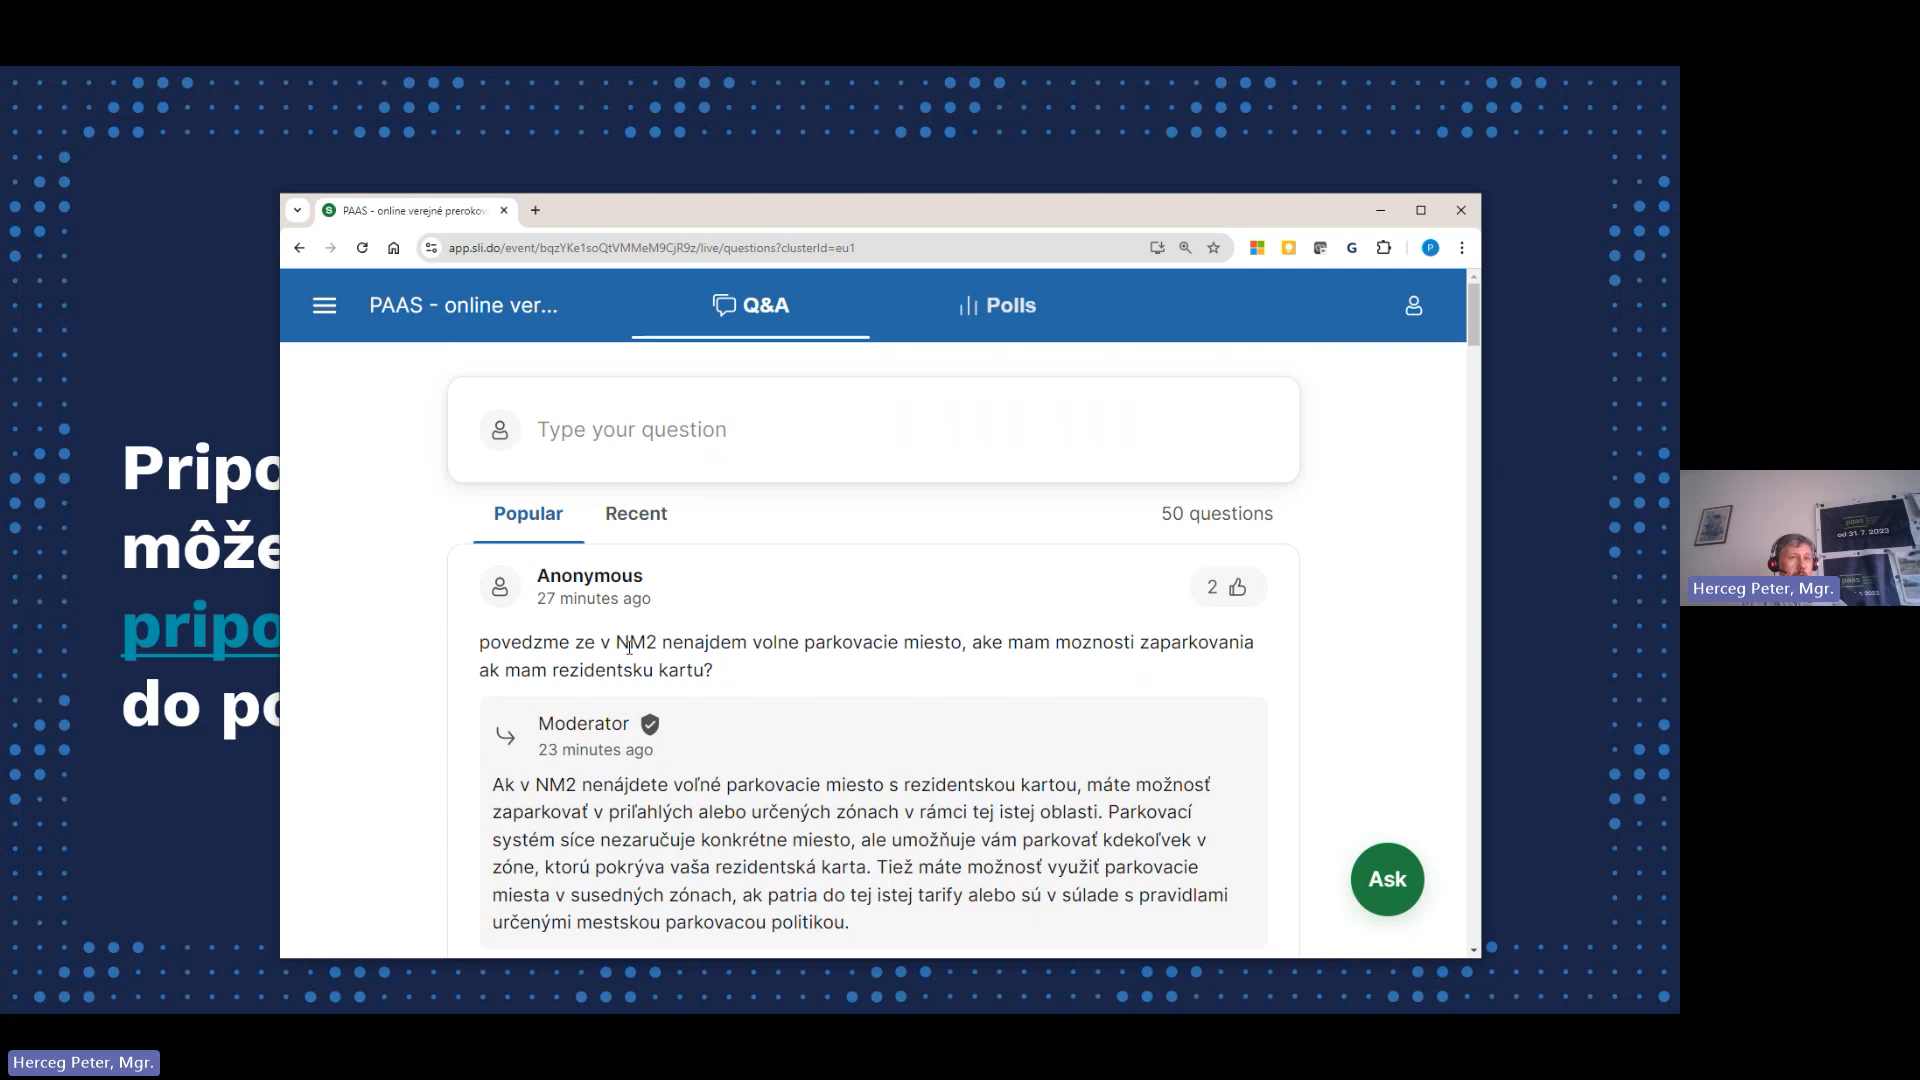 PAAS - online verejné prerokov
app.sli.do/event/bqzYKe1soQtVMMeM9CjR9z/live/questions?clusterId=eu1
PAAS - online ver...
Q&A
Polls
Type your question
Popular
Recent
50 questions
Anonymous
27 minutes ago
2
povedzme ze v NM2 nenajdem volne parkovacie miesto, ake mam moznosti zaparkovania
ak mam rezidentsku kartu?
Moderator
23 minutes ago
Ak v NM2 nenájdete voľné parkovacie miesto s rezidentskou kartou, máte možnosť
zaparkovať v priľahlých alebo určených zónach v rámci tej istej oblasti. Parkovací
systém síce nezaručuje konkrétne miesto, ale umožňuje vám parkovať kdekoľvek v
zóne, ktorú pokrýva vaša rezidentská karta. Tiež máte možnosť využiť parkovacie
miesta v susedných zónach, ak patria do tej istej tarify alebo sú v súlade s pravidlami
určenými mestskou parkovacou politikou.
Ask
Pripo
môže
pripo
do po
paas
od 31. 7. 2023
paas
Herceg Peter, Mgr.
Herceg Peter, Mgr.